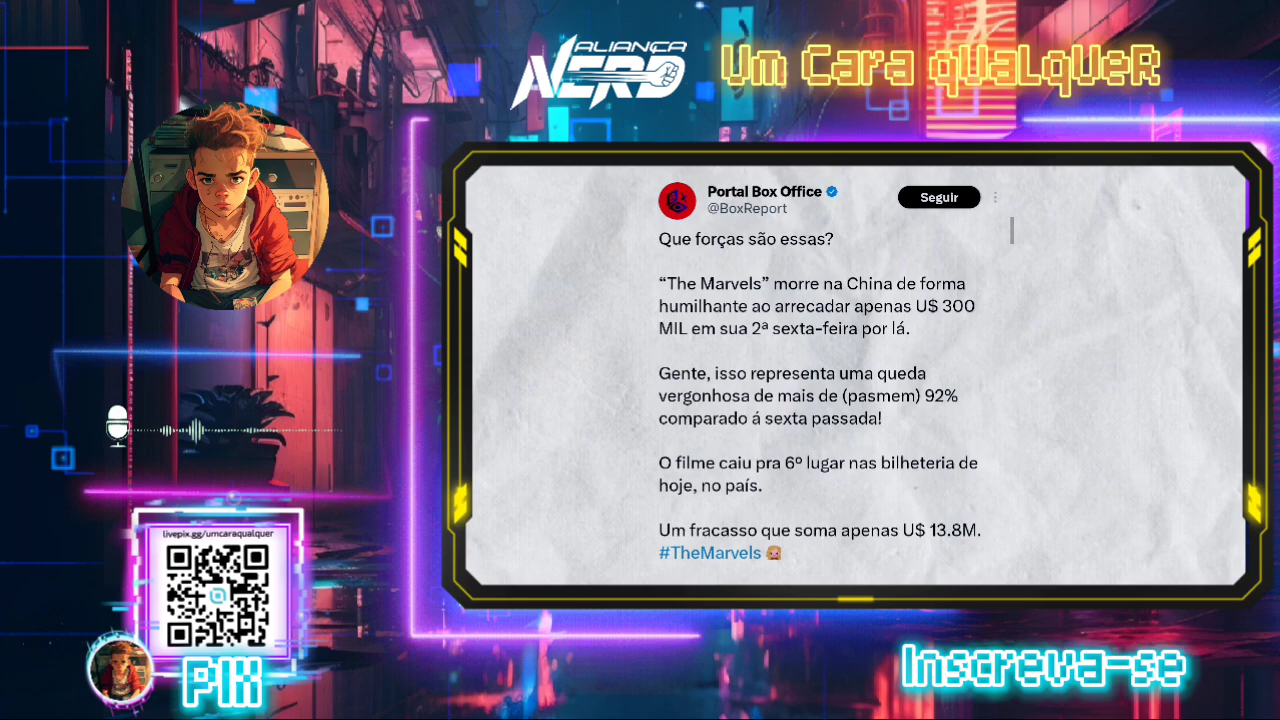 ALIANÇA
NERD
Um Cara qUaLqUeR
Portal Box Office
@BoxReport
Seguir
Que forças são essas?
“The Marvels” morre na China de forma
humilhante ao arrecadar apenas U$ 300
MIL em sua 2ª sexta-feira por lá.
Gente, isso representa uma queda
vergonhosa de mais de (pasmem) 92%
comparado á sexta passada!
O filme caiu pra 6º lugar nas bilheteria de
hoje, no país.
Um fracasso que soma apenas U$ 13.8M.
#TheMarvels
livepix.gg/umcaraqualquer
PIX
Inscreva-se